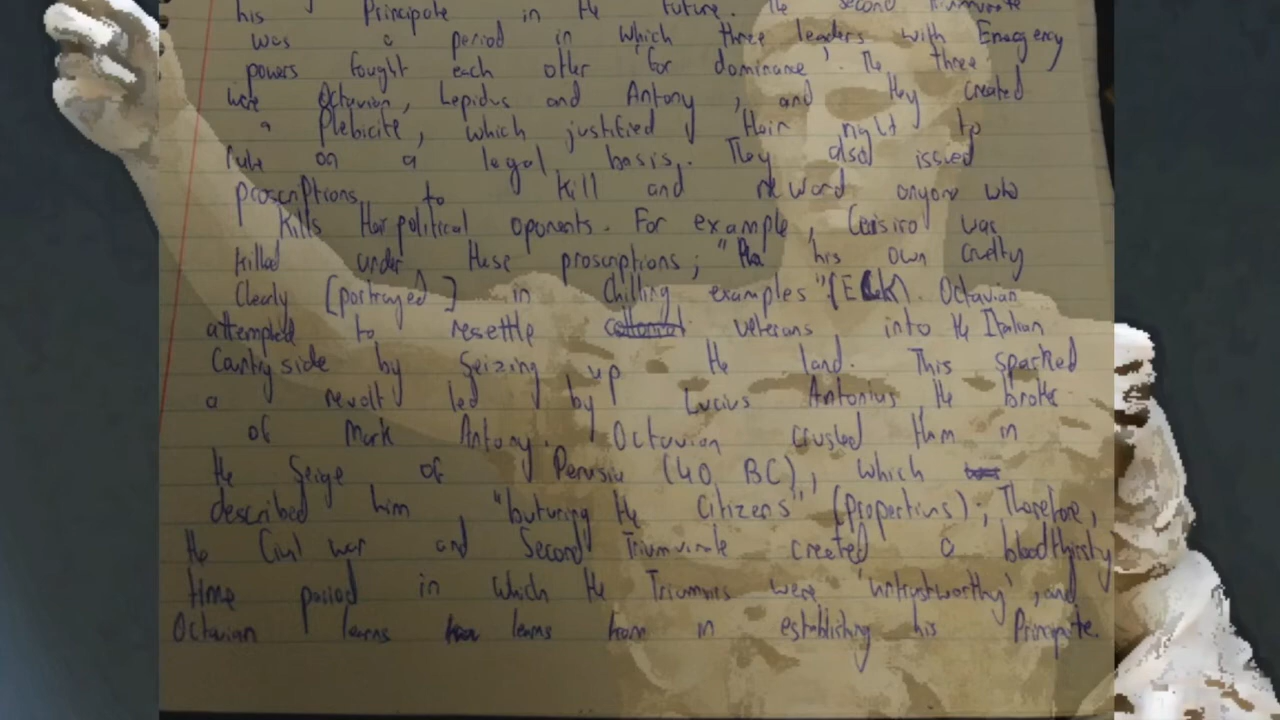 his Principate in the future. The second Triumvirate
was a period in which three leaders with Emergency
powers fought each other 'for dominance'. The three
were Octavian, Lepidus and Antony, and they created
a Plebicite, which justified their right to
rule on a legal basis. They also issued
proscriptions to kill and reward anyone who
kills their political oponents. For example, was
killed under these proscriptions; " his own cruelty
Clearly [portrayed] in chilling examples" (Eck). Octavian
attempted to resettle veterans into the Italian
Countryside by seizing up the land. This sparked
a revolt led by Lucius Antonius, the
of Mark Antony. Octavian crushed them in
the Seige of Perusia (40 BC), which
described him " the Citizens" (Propertius); Therefore,
the Civil war and Second Triumvirate created a bloodthirsty
time period in which the Triumvirs were 'untrustworthy', and
Octavian learns learns from in establishing his Principate.